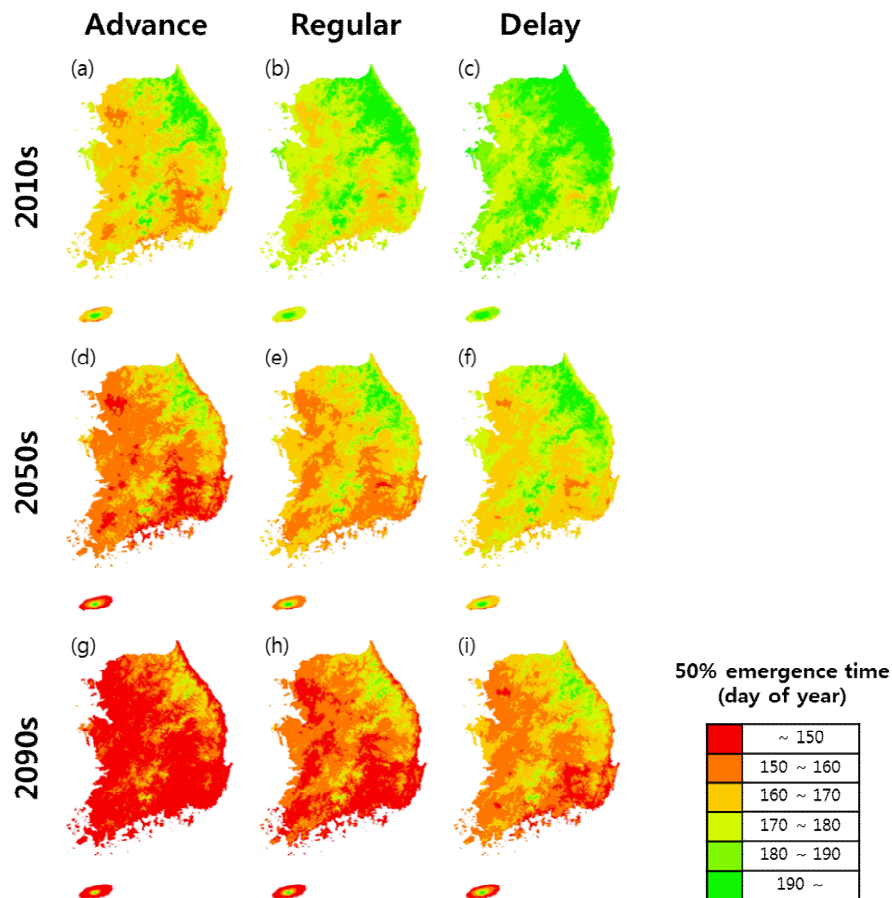 Advance Regular Delay
(a) (b) (c)
2010s
(d) (e) (f)
2050s
(g) (h) (i)
2090s
50% emergence time
(day of year)
~ 150
150 ~ 160
160 ~ 170
170 ~ 180
180 ~ 190
190 ~